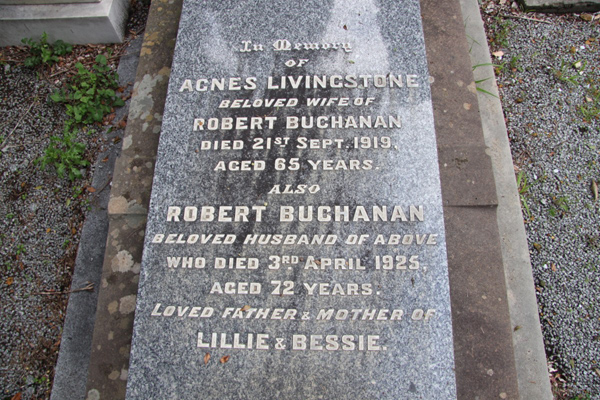 In Memory
OF
AGNES LIVINGSTONE
BELOVED WIFE OF
ROBERT BUCHANAN
DIED 21ST SEPT. 1919,
AGED 65 YEARS.
ALSO
ROBERT BUCHANAN
BELOVED HUSBAND OF ABOVE
WHO DIED 3RD APRIL 1925,
AGED 72 YEARS.
LOVED FATHER & MOTHER OF
LILLIE & BESSIE.